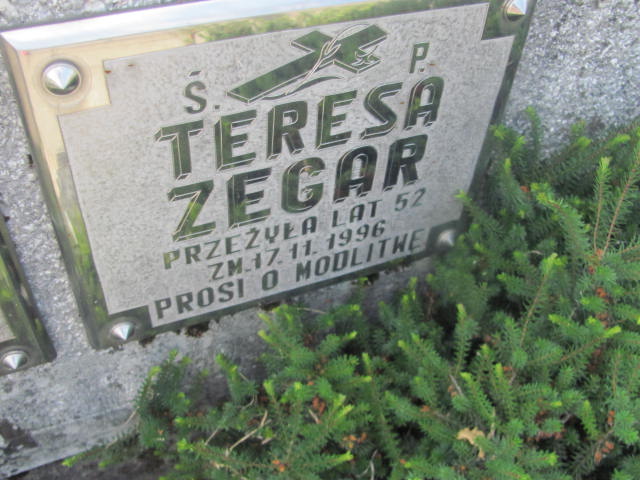 Ś. P.
TERESA
ZEGAR
PRZEŻYŁA LAT 52
ZM.17.11.1996
PROSI O MODLITWĘ